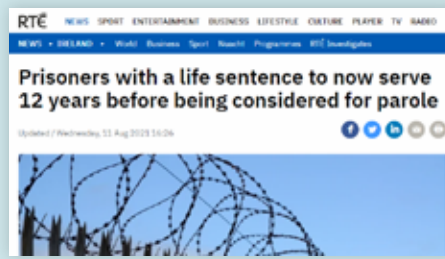 RTÉ NEWS SPORT ENTERTAINMENT BUSINESS LIFESTYLE CULTURE PLAYER TV RADIO
NEWS • IRELAND • World Business Sport Nuacht Programmes RTÉ Investigates
Prisoners with a life sentence to now serve
12 years before being considered for parole
Updated / Wednesday, 11 Aug 2021 16:26